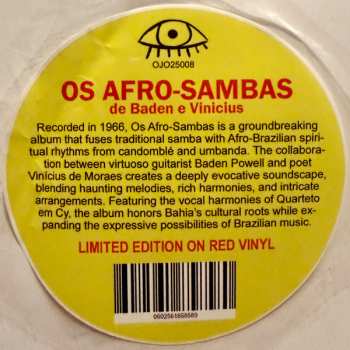 OJO25008
OS AFRO-SAMBAS
de Baden e Vinicius
Recorded in 1966, Os Afro-Sambas is a groundbreaking
album that fuses traditional samba with Afro-Brazilian spiri-
tual rhythms from candomblé and umbanda. The collabora-
tion between virtuoso guitarist Baden Powell and poet
Vinicius de Moraes creates a deeply evocative soundscape,
blending haunting melodies, rich harmonies, and intricate
arrangements. Featuring the vocal harmonies of Quarteto
em Cy, the album honors Bahia's cultural roots while ex-
panding the expressive possibilities of Brazilian music.
LIMITED EDITION ON RED VINYL
0602561858589